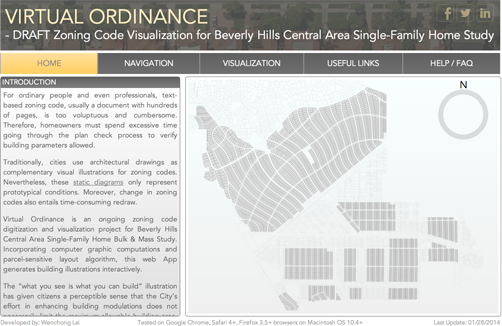 VIRTUAL ORDINANCE
- DRAFT Zoning Code Visualization for Beverly Hills Central Area Single-Family Home Study
HOME
NAVIGATION
VISUALIZATION
USEFUL LINKS
HELP / FAQ
INTRODUCTION
For ordinary people and even professionals, text-
based zoning code, usually a document with hundreds
of pages, is too voluptuous and cumbersome.
Therefore, homeowners must spend excessive time
going through the plan check process to verify
building parameters allowed.
Traditionally, cities use architectural drawings as
complementary visual illustrations for zoning codes.
Nevertheless, these static diagrams only represent
prototypical conditions. Moreover, change in zoning
codes also entails time-consuming redraw.
Virtual Ordinance is an ongoing zoning code
digitization and visualization project for Beverly Hills
Central Area Single-Family Home Bulk & Mass Study.
Incorporating computer graphic computations and
parcel-sensitive layout algorithm, this web App
generates building illustrations interactively.
The "what you see is what you can build" illustration
has given citizens a perceptible sense that the City's
effort in enhancing building modulations does not
N
Developed by: Wenchong Lai
Tested on Google Chrome, Safari 4+, Firefox 3.5+ browsers on Macintosh OS 10.4+
Last Update: 01/28/2014